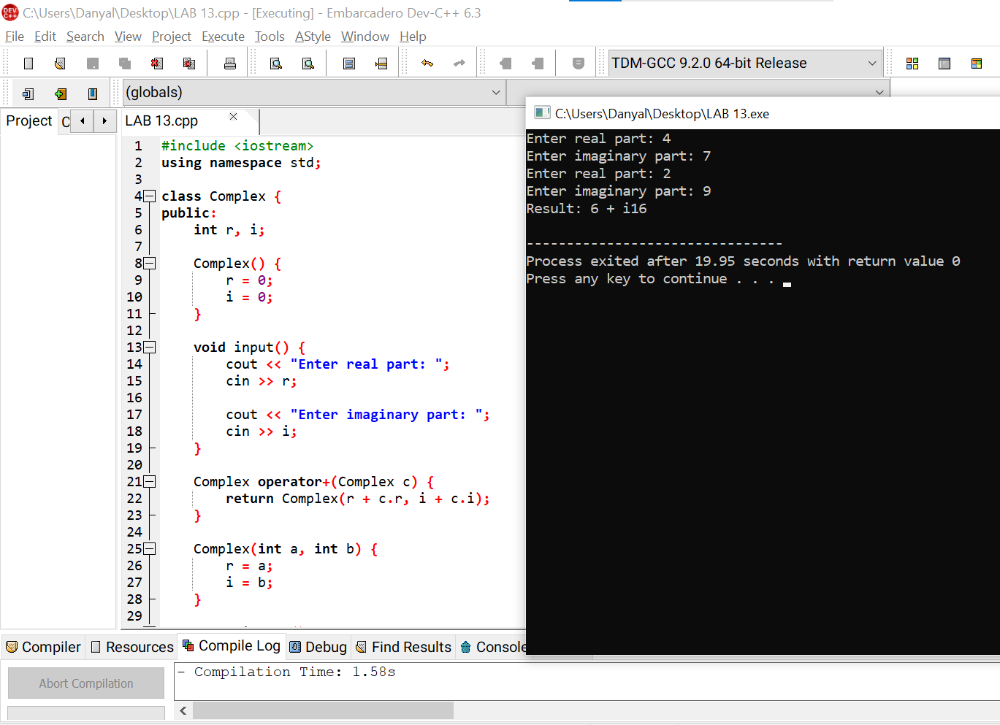 C:\Users\Danyal\Desktop\LAB 13.cpp - [Executing] - Embarcadero Dev-C++ 6.3
File Edit Search View Project Execute Tools AStyle Window Help
TDM-GCC 9.2.0 64-bit Release
(globals)
Project C LAB 13.cpp
1 #include <iostream>
2 using namespace std;
3
4 class Complex {
5 public:
6     int r, i;
7
8     Complex() {
9         r = 0;
10         i = 0;
11     }
12
13     void input() {
14         cout << "Enter real part: ";
15         cin >> r;
16
17         cout << "Enter imaginary part: ";
18         cin >> i;
19     }
20
21     Complex operator+(Complex c) {
22         return Complex(r + c.r, i + c.i);
23     }
24
25     Complex(int a, int b) {
26         r = a;
27         i = b;
28     }
29
C:\Users\Danyal\Desktop\LAB 13.exe
Enter real part: 4
Enter imaginary part: 7
Enter real part: 2
Enter imaginary part: 9
Result: 6 + i16
--------------------------------
Process exited after 19.95 seconds with return value 0
Press any key to continue . . .
Compiler Resources Compile Log Debug Find Results Console
Abort Compilation
- Compilation Time: 1.58s